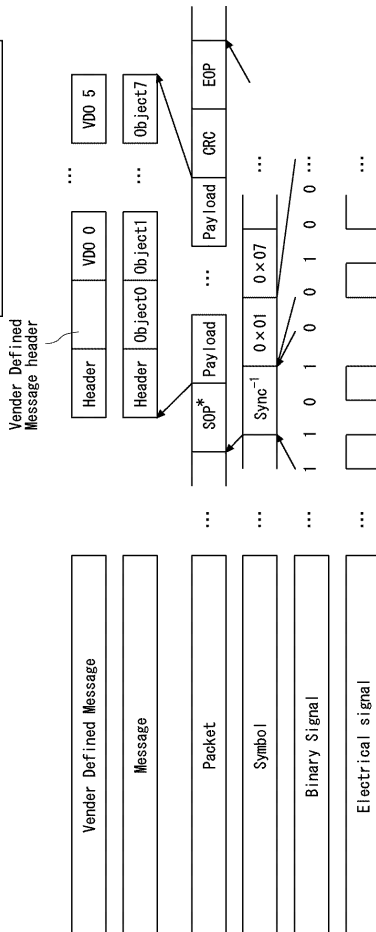 Vender Defined
Message header
Vender Defined Message
Header
VDO 0
...
VDO 5
Message
Header
Object0
Object1
...
Object7
Packet
...
SOP*
Payload
...
Payload
CRC
EOP
Symbol
...
Sync-1
0×01
0×07
...
Binary Signal
...
1 1 0 1 0 0 1 0 0 ...
Electrical signal
...
...